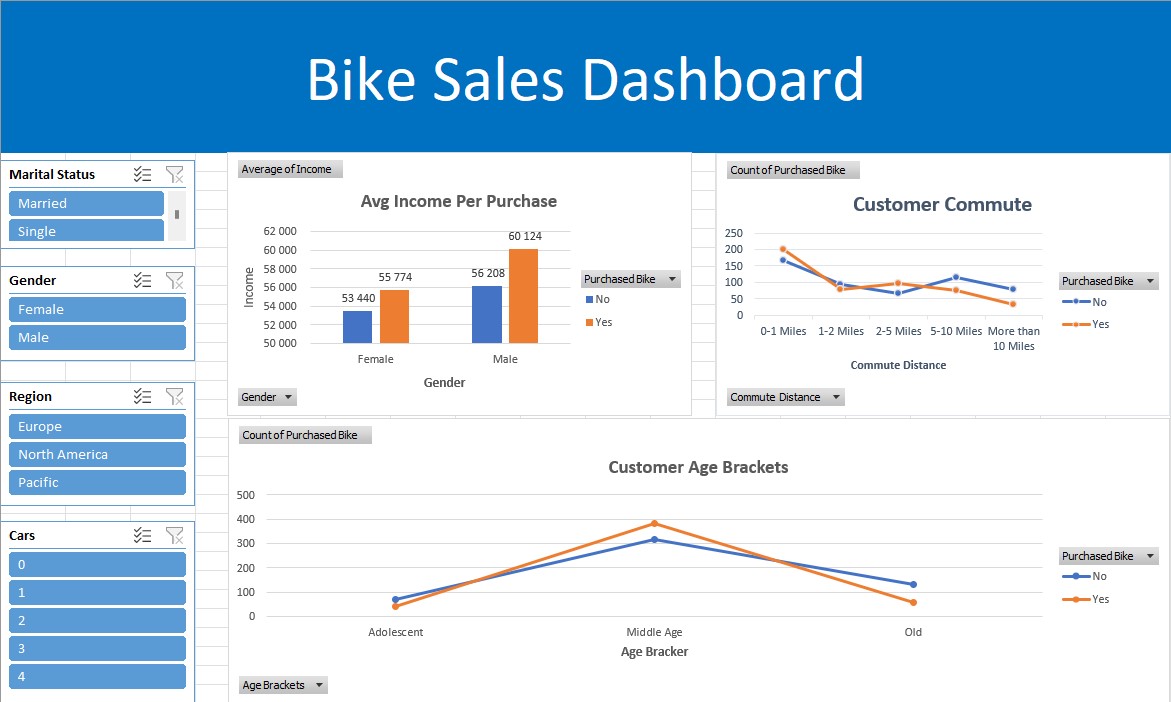 Bike Sales Dashboard
Marital Status
Married
Single
Gender
Female
Male
Region
Europe
North America
Pacific
Cars
0
1
2
3
4
Average of Income
Avg Income Per Purchase
62 000
60 000
58 000
56 000
54 000
52 000
50 000
Income
53 440
55 774
56 208
60 124
Female
Male
Gender
Purchased Bike
No
Yes
Gender
Count of Purchased Bike
Customer Commute
250
200
150
100
50
0
0-1 Miles
1-2 Miles
2-5 Miles
5-10 Miles
More than
10 Miles
Commute Distance
Purchased Bike
No
Yes
Commute Distance
Count of Purchased Bike
Customer Age Brackets
500
400
300
200
100
0
Adolescent
Middle Age
Old
Age Bracker
Purchased Bike
No
Yes
Age Brackets